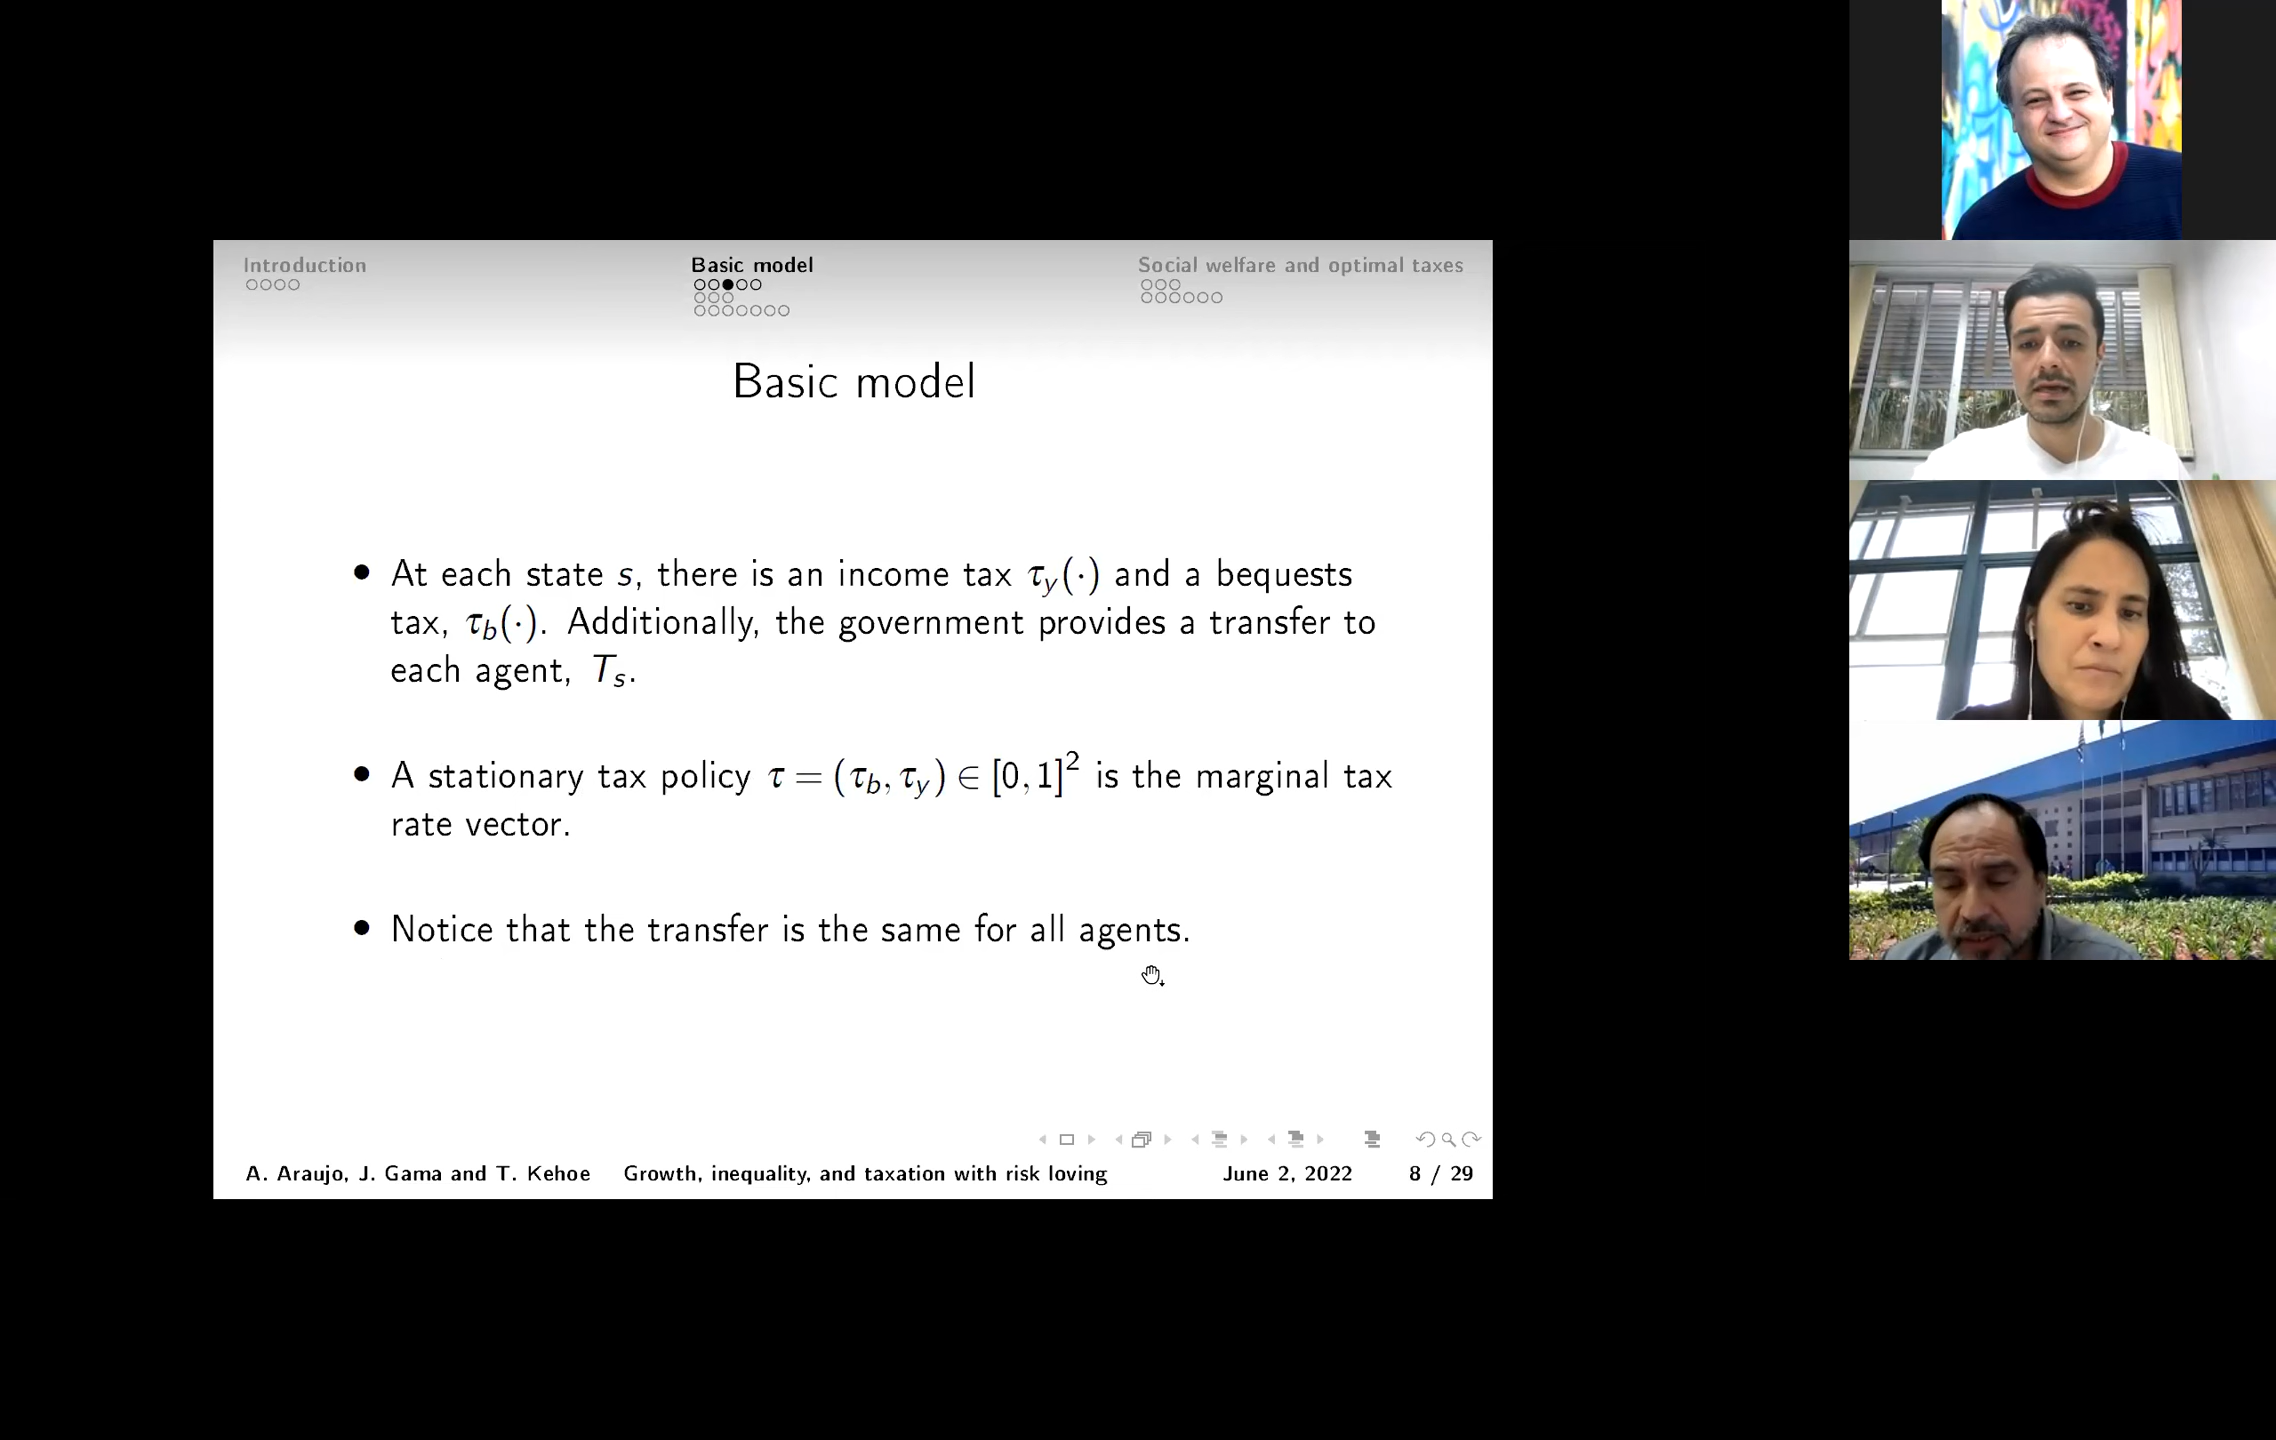 Introduction
Basic model
Social welfare and optimal taxes
Basic model
• At each state s, there is an income tax τ_y(·) and a bequests
tax, τ_b(·). Additionally, the government provides a transfer to
each agent, T_s.
• A stationary tax policy τ = (τ_b, τ_y) ∈ [0, 1]² is the marginal tax
rate vector.
• Notice that the transfer is the same for all agents.
A. Araujo, J. Gama and T. Kehoe Growth, inequality, and taxation with risk loving June 2, 2022 8 / 29